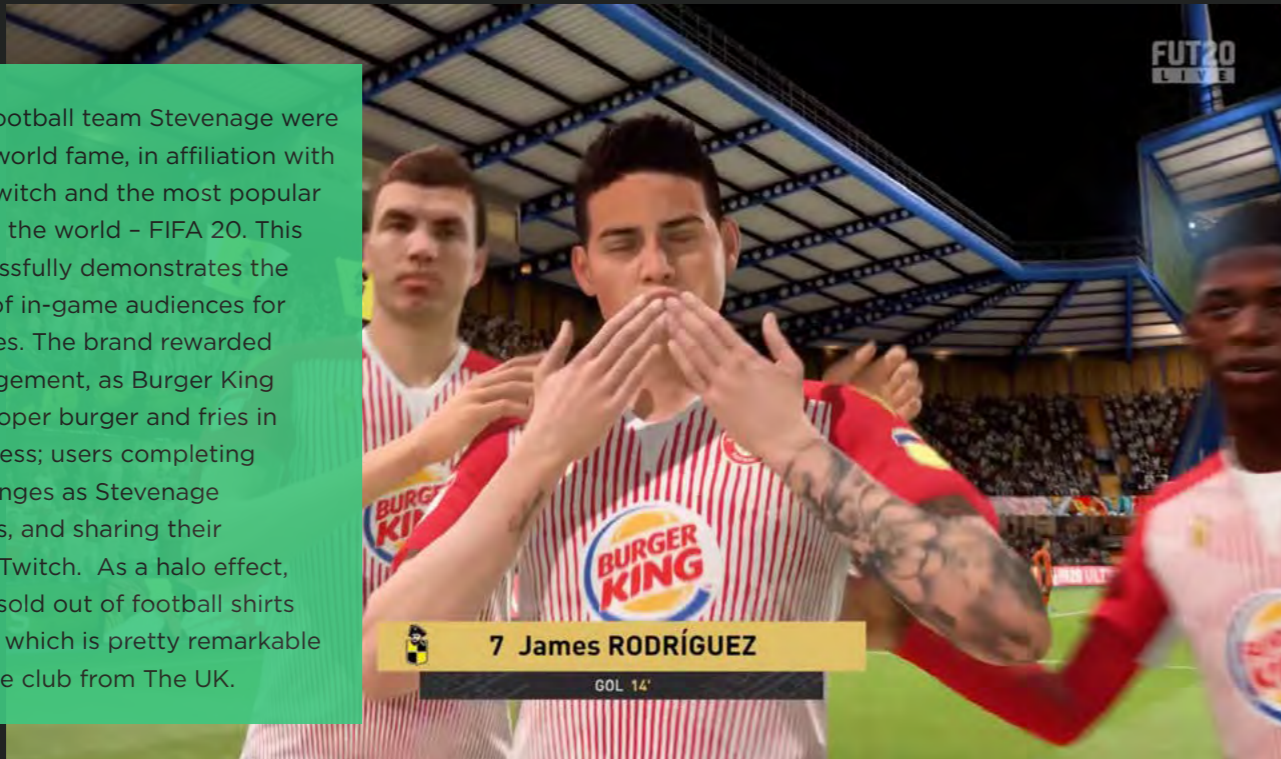 ootball team Stevenage were
world fame, in affiliation with
witch and the most popular
the world – FIFA 20. This
ssfully demonstrates the
of in-game audiences for
es. The brand rewarded
gement, as Burger King
opper burger and fries in
ess; users completing
nges as Stevenage
s, and sharing their
Twitch. As a halo effect,
sold out of football shirts
which is pretty remarkable
e club from The UK.
FUT20
LIVE
BURGER
KING
BURGER
KING
7 James RODRÍGUEZ
GOL 14'